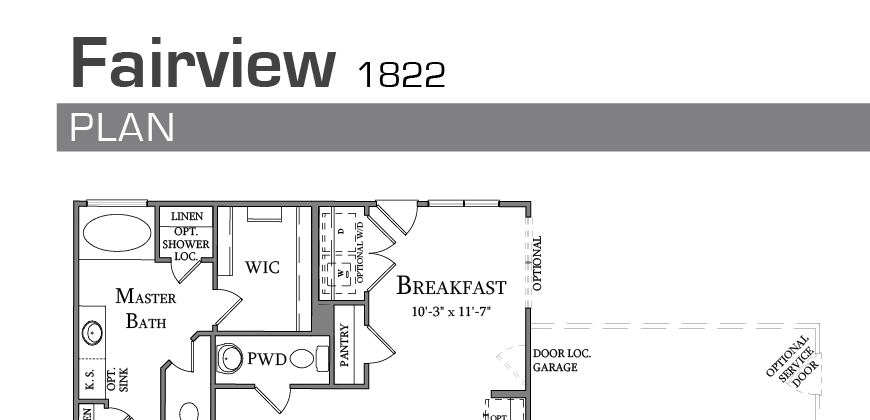 Fairview 1822
PLAN
LINEN
OPT.
SHOWER
LOC.
WIC
D
W
OPTIONAL W/D
BREAKFAST
10'-3" x 11'-7"
OPTIONAL
MASTER
BATH
PWD
PANTRY
K. S.
OPT.
SINK
DOOR LOC.
GARAGE
OPTIONAL
SERVICE
DOOR
OPT